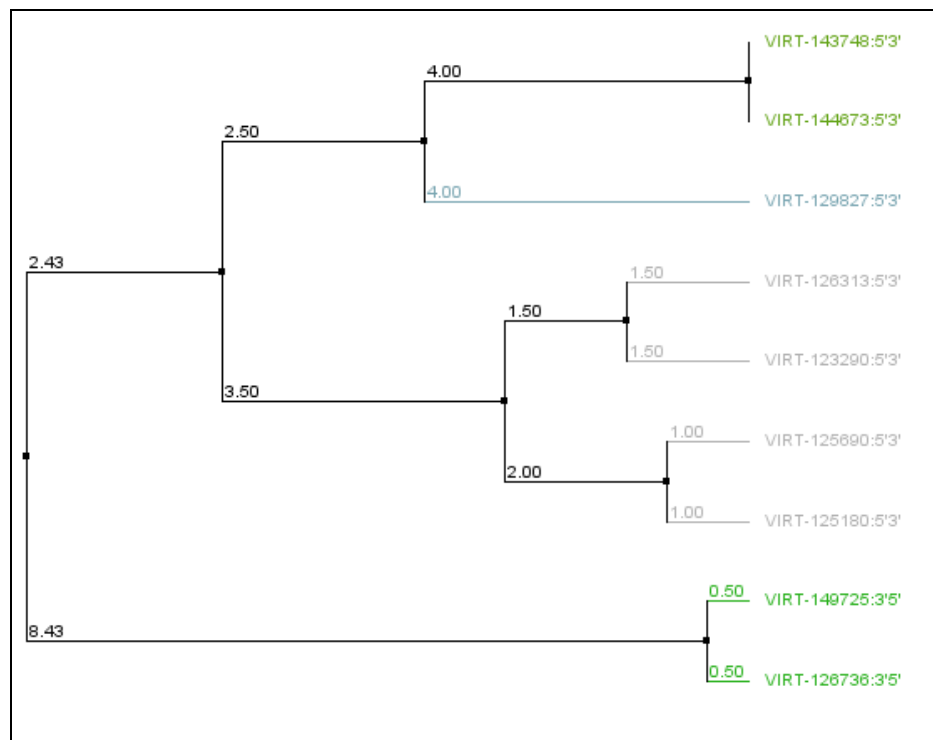 VIRT-143748:5'3'
4.00
VIRT-144673:5'3'
2.50
4.00
VIRT-129827:5'3'
2.43
1.50
VIRT-126313:5'3'
1.50
1.50
VIRT-123290:5'3'
3.50
1.00
VIRT-125690:5'3'
2.00
1.00
VIRT-125180:5'3'
0.50
VIRT-149725:3'5'
8.43
0.50
VIRT-126736:3'5'